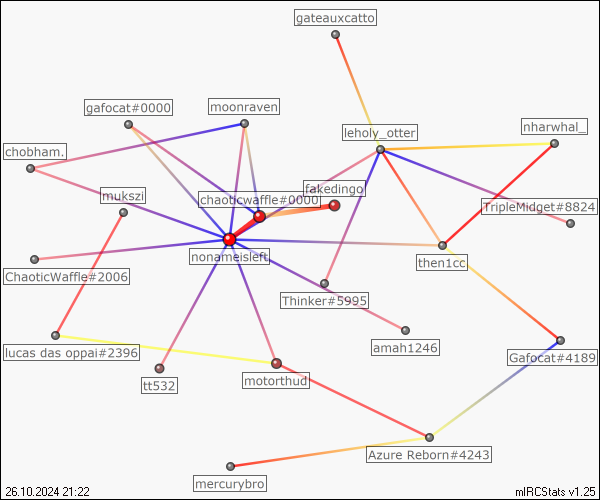 gateauxcatto
gafocat#0000
moonraven
leholy_otter
nharwhal_
chobham.
fakedingo
mukszi
chaoticwaffle#0000
TripleMidget#8824
nonameisleft
then1cc
ChaoticWaffle#2006
Thinker#5995
amah1246
lucas das oppai#2396
Gafocat#4189
tt532
motorthud
Azure Reborn#4243
mercurybro
26.10.2024 21:22
mIRCStats v1.25